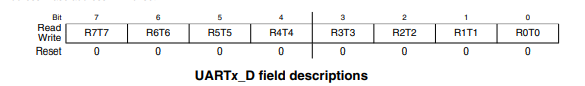 Bit 7 6 5 4 3 2 1 0
Read
Write R7T7 R6T6 R5T5 R4T4 R3T3 R2T2 R1T1 R0T0
Reset 0 0 0 0 0 0 0 0
UARTx_D field descriptions